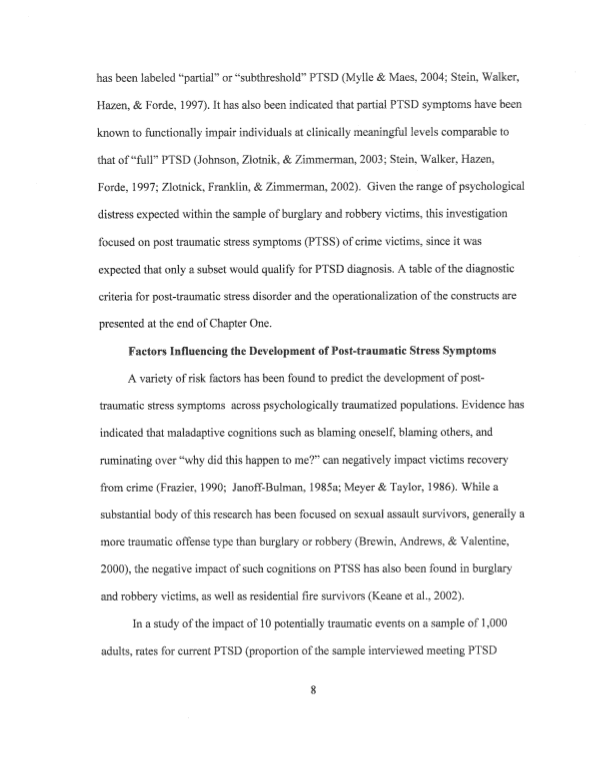 has been labeled “partial” or “subthreshold” PTSD (Mylle & Maes, 2004; Stein, Walker,
Hazen, & Forde, 1997). It has also been indicated that partial PTSD symptoms have been
known to functionally impair individuals at clinically meaningful levels comparable to
that of “full” PTSD (Johnson, Zlotnik, & Zimmerman, 2003; Stein, Walker, Hazen,
Forde, 1997; Zlotnick, Franklin, & Zimmerman, 2002). Given the range of psychological
distress expected within the sample of burglary and robbery victims, this investigation
focused on post traumatic stress symptoms (PTSS) of crime victims, since it was
expected that only a subset would qualify for PTSD diagnosis. A table of the diagnostic
criteria for post-traumatic stress disorder and the operationalization of the constructs are
presented at the end of Chapter One.
Factors Influencing the Development of Post-traumatic Stress Symptoms
A variety of risk factors has been found to predict the development of post-
traumatic stress symptoms across psychologically traumatized populations. Evidence has
indicated that maladaptive cognitions such as blaming oneself, blaming others, and
ruminating over “why did this happen to me?” can negatively impact victims recovery
from crime (Frazier, 1990; Janoff-Bulman, 1985a; Meyer & Taylor, 1986). While a
substantial body of this research has been focused on sexual assault survivors, generally a
more traumatic offense type than burglary or robbery (Brewin, Andrews, & Valentine,
2000), the negative impact of such cognitions on PTSS has also been found in burglary
and robbery victims, as well as residential fire survivors (Keane et al., 2002).
In a study of the impact of 10 potentially traumatic events on a sample of 1,000
adults, rates for current PTSD (proportion of the sample interviewed meeting PTSD
8